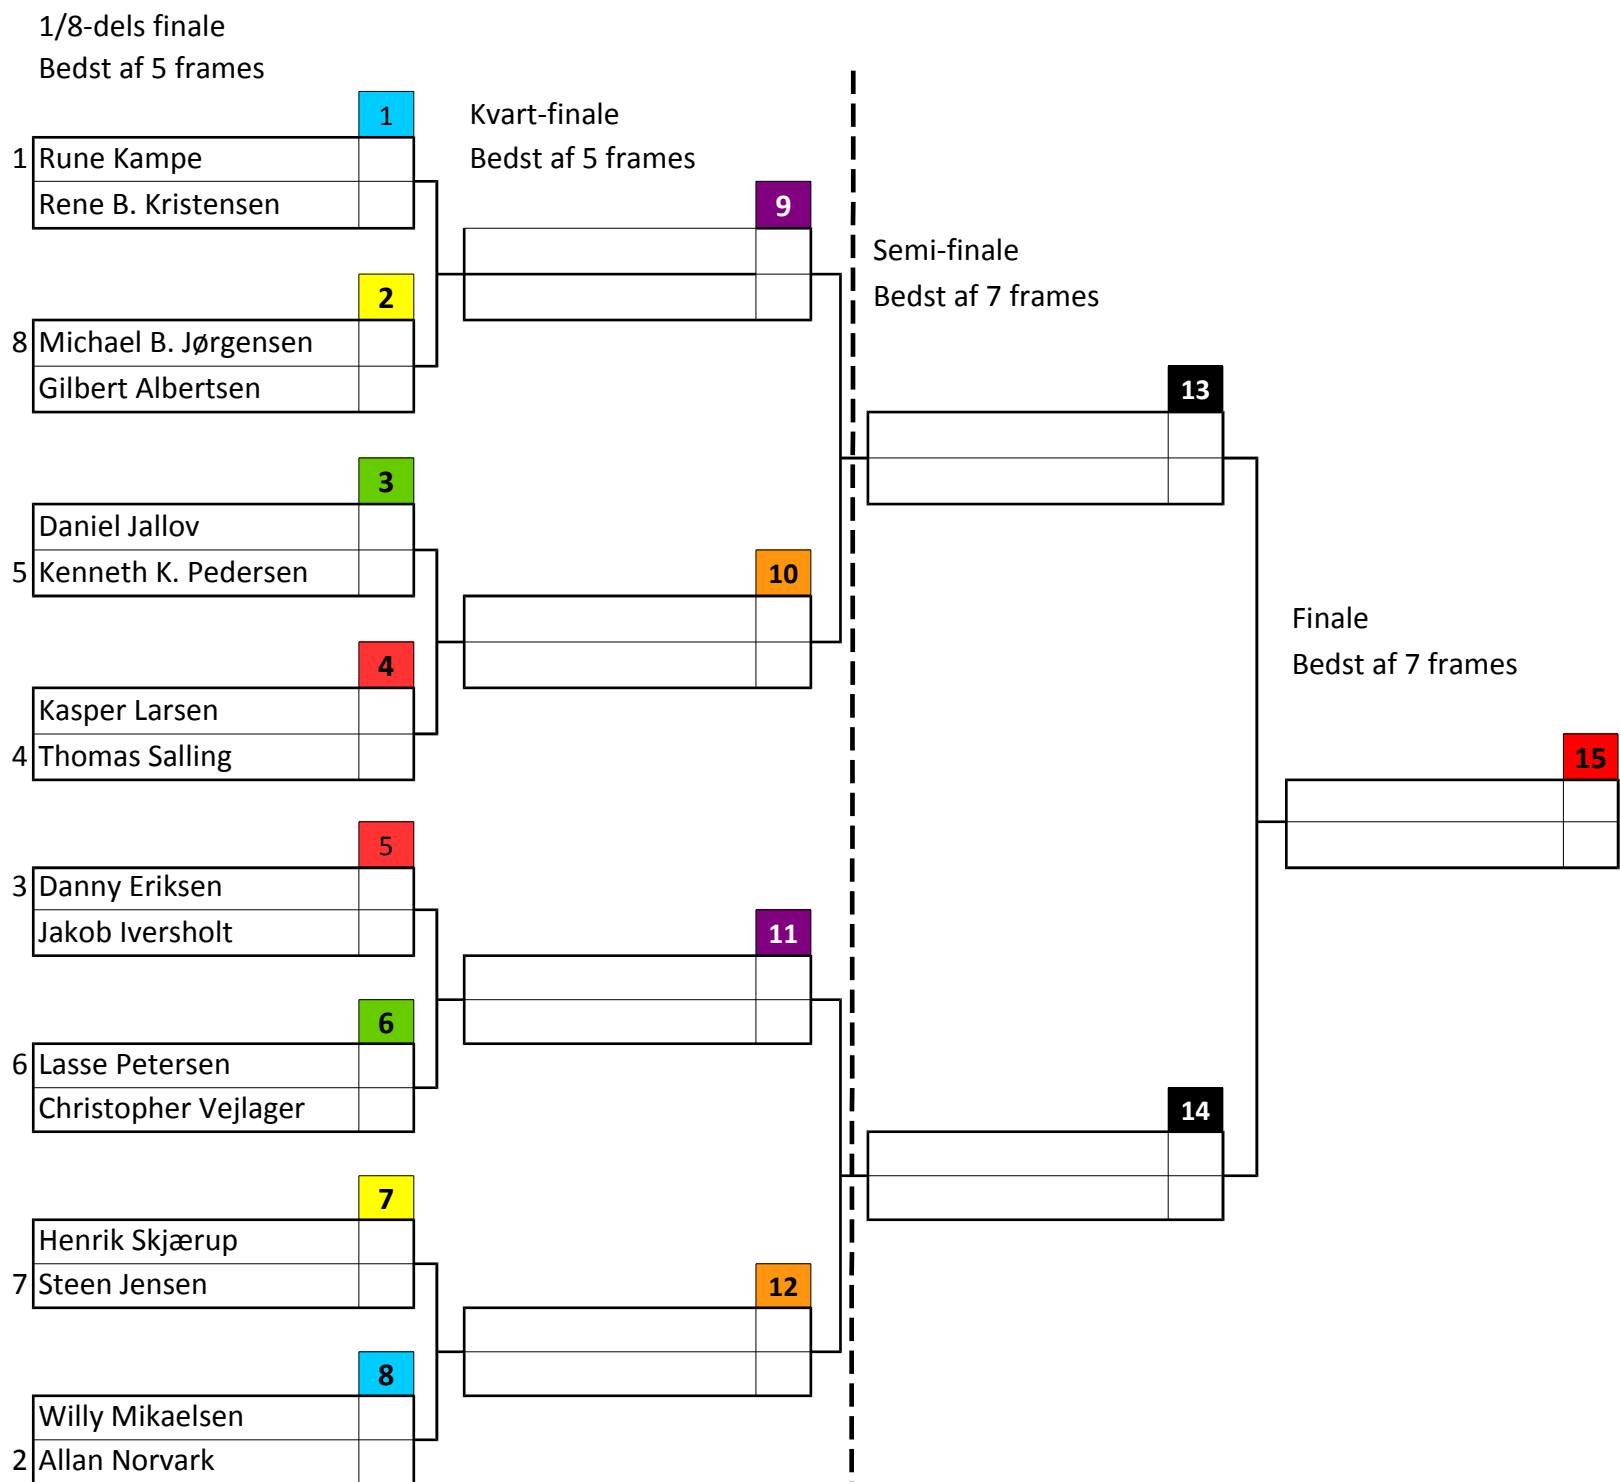 1/8-dels finale
Bedst af 5 frames
1
1 Rune Kampe
Rene B. Kristensen
2
8 Michael B. Jørgensen
Gilbert Albertsen
3
Daniel Jallov
5 Kenneth K. Pedersen
4
Kasper Larsen
4 Thomas Salling
5
3 Danny Eriksen
Jakob Iversholt
6
6 Lasse Petersen
Christopher Vejlager
7
Henrik Skjærup
7 Steen Jensen
8
Willy Mikaelsen
2 Allan Norvark
Kvart-finale
Bedst af 5 frames
9
10
11
12
Semi-finale
Bedst af 7 frames
13
14
Finale
Bedst af 7 frames
15